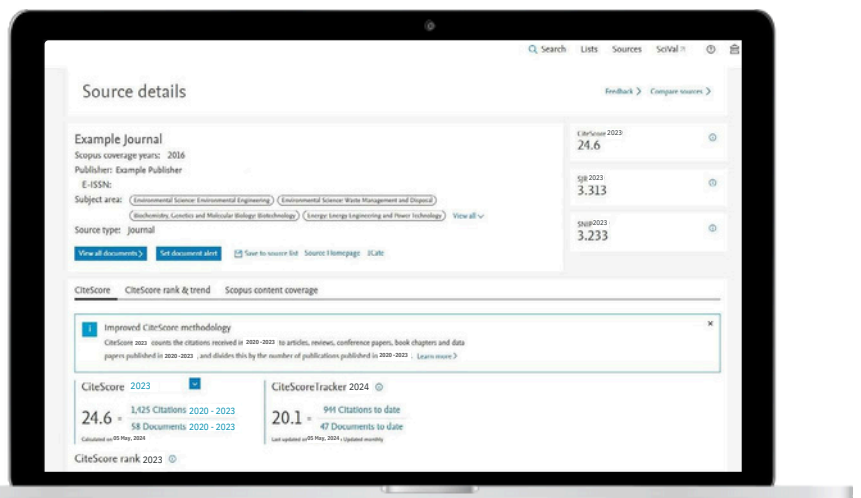 Search Lists Sources SciVal
Source details
Feedback Compare sources
Example Journal
Scopus coverage years: 2016
Publisher: Example Publisher
E-ISSN:
Subject area: Environmental Science: Environmental Engineering Environmental Science: Waste Management and Disposal
Biochemistry, Genetics and Molecular Biology: Biotechnology Energy: Energy Engineering and Power Technology View all
Source type: Journal
View all documents Set document alert Save to source list Source Homepage
CiteScore 2023
24.6
SJR 2023
3.313
SNIP 2023
3.233
CiteScore CiteScore rank & trend Scopus content coverage
Improved CiteScore methodology
CiteScore 2023 counts the citations received in 2020-2023 to articles, reviews, conference papers, book chapters and data
papers published in 2020-2023 , and divides this by the number of publications published in 2020-2023 . Learn more
CiteScore 2023
24.6 =
1,425 Citations 2020 - 2023
58 Documents 2020 - 2023
Calculated on 05 May, 2024
CiteScoreTracker 2024
20.1 =
944 Citations to date
47 Documents to date
Last updated on 05 May, 2024 , Updated monthly
CiteScore rank 2023